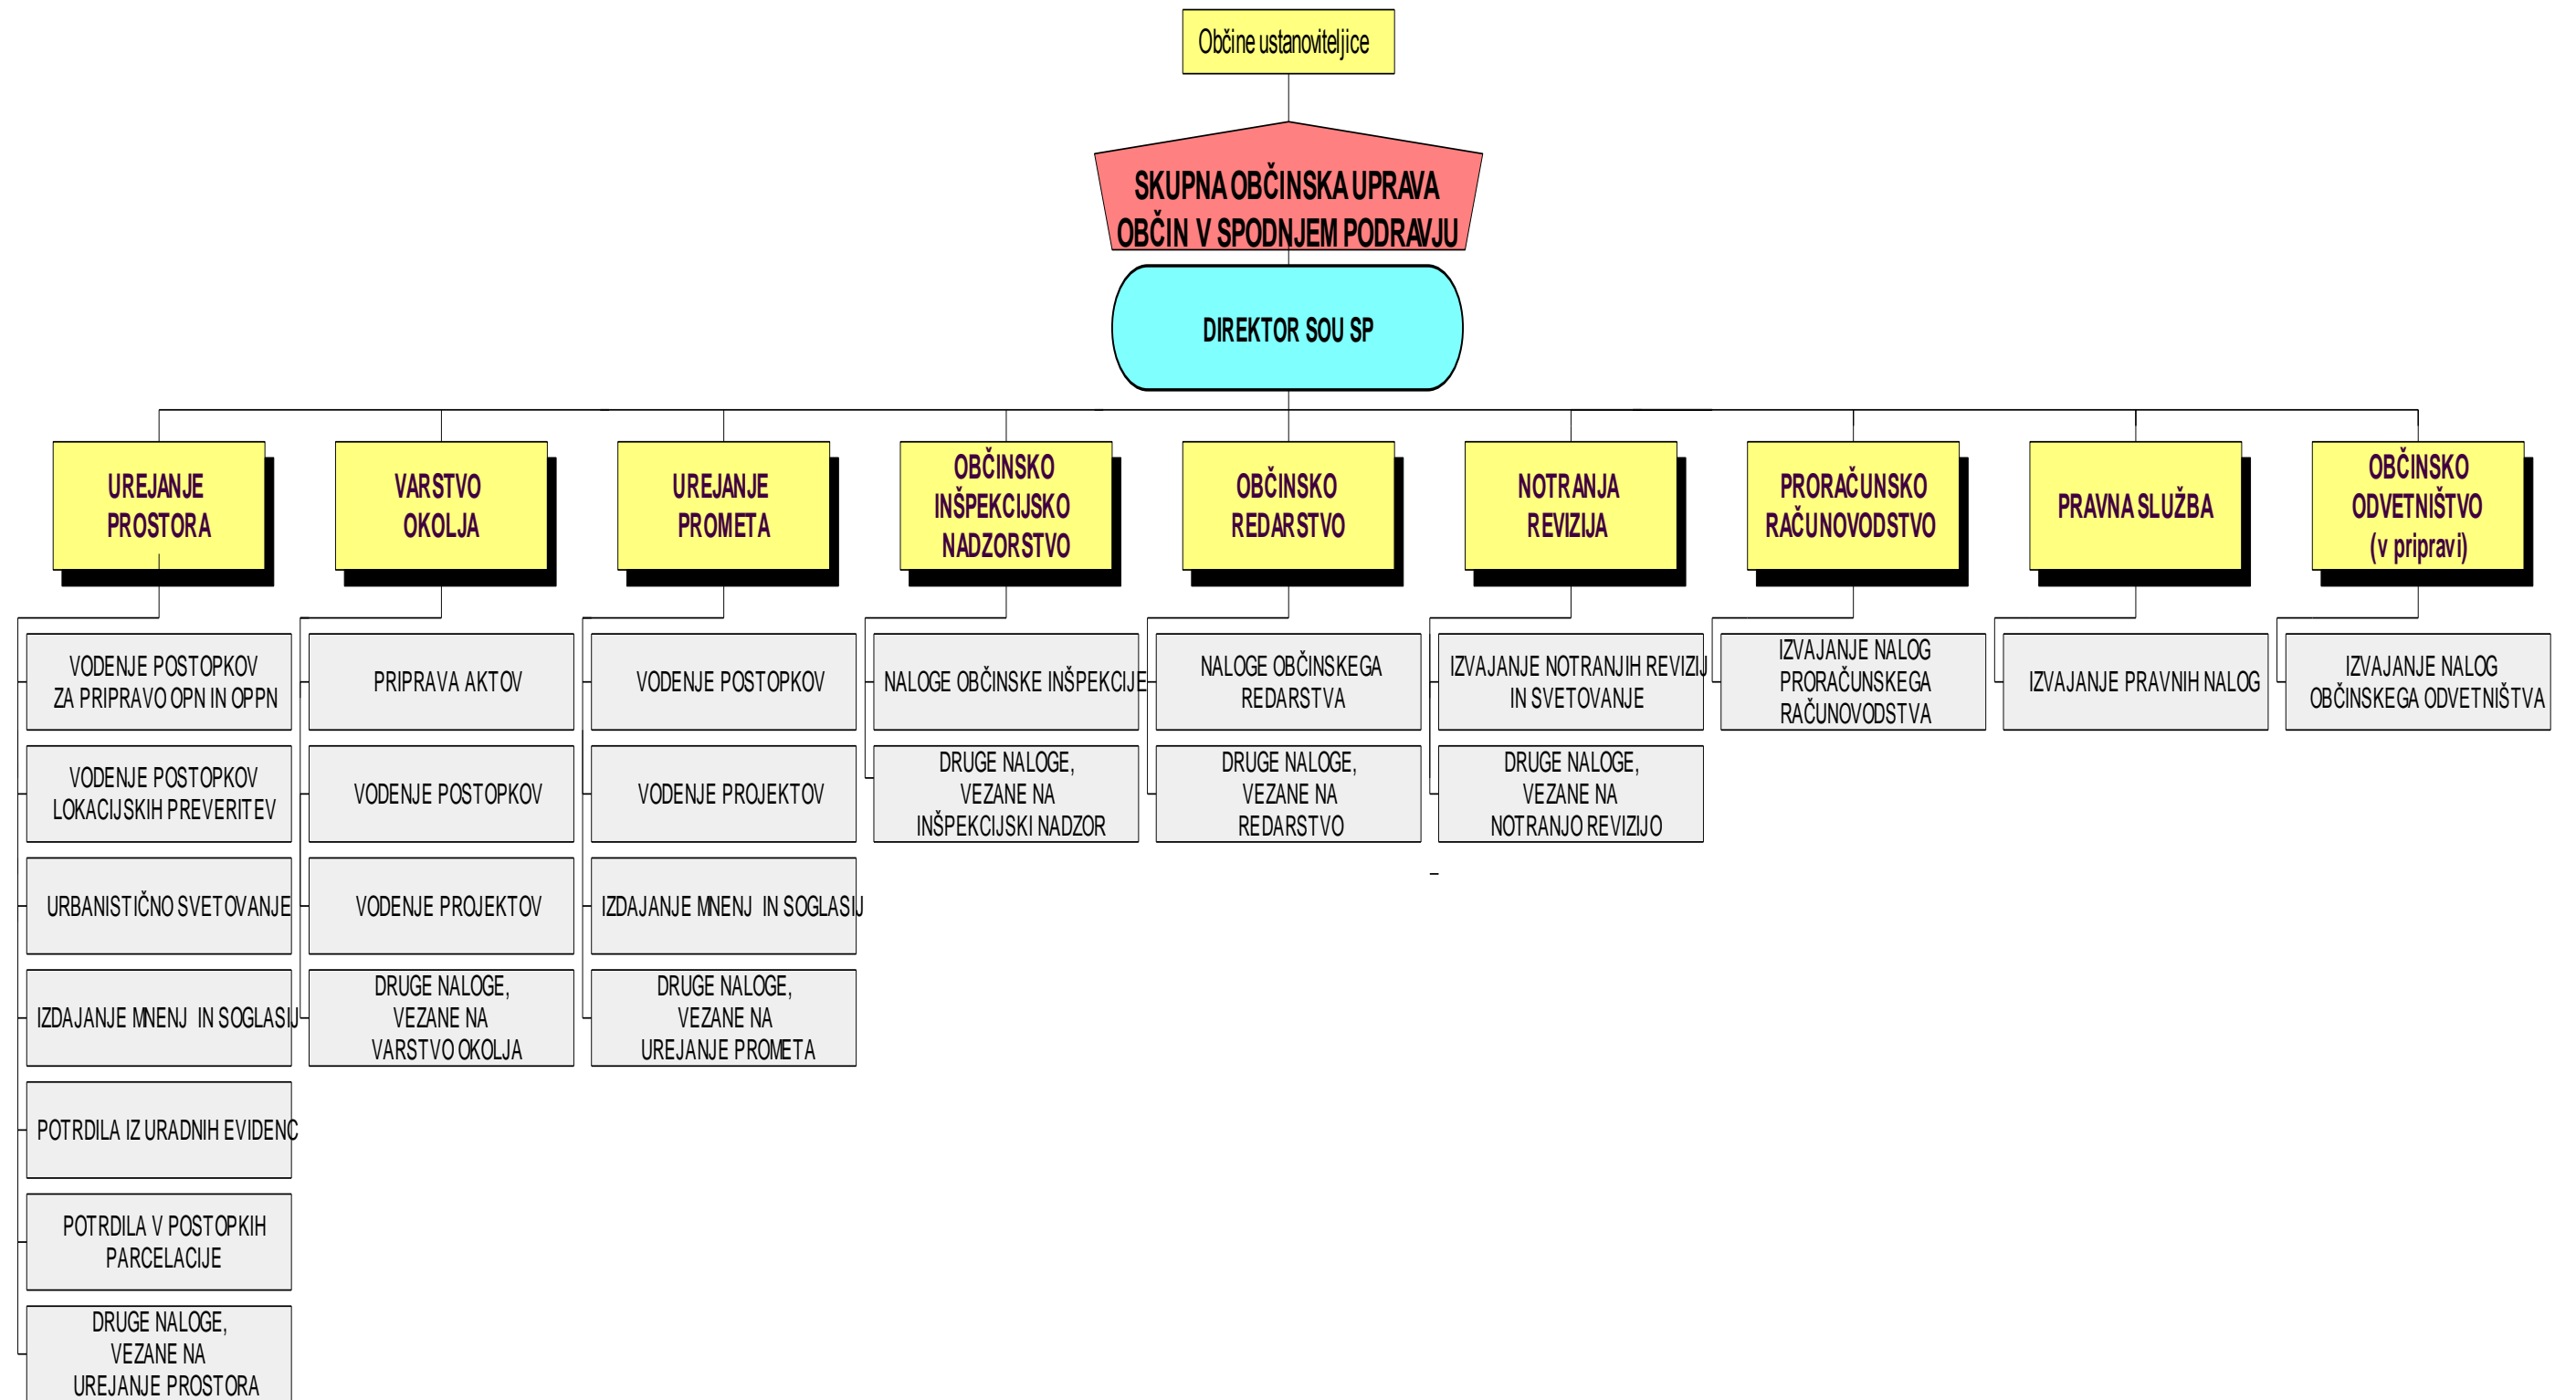 Občine ustanoviteljice
SKUPNA OBČINSKA UPRAVA
OBČIN V SPODNJEM PODRAVJU
DIREKTOR SOU SP
UREJANJE
PROSTORA
VARSTVO
OKOLJA
UREJANJE
PROMETA
OBČINSKO
INŠPEKCIJSKO
NADZORSTVO
OBČINSKO
REDARSTVO
NOTRANJA
REVIZIJA
PRORAČUNSKO
RAČUNOVODSTVO
PRAVNA SLUŽBA
OBČINSKO
ODVETNIŠTVO
(v pripravi)
VODENJE POSTOPKOV
ZA PRIPRAVO OPN IN OPPN
VODENJE POSTOPKOV
LOKACIJSKIH PREVERITEV
URBANISTIČNO SVETOVANJE
IZDAJANJE MNENJ IN SOGLASIJ
POTRDILA IZ URADNIH EVIDENC
POTRDILA V POSTOPKIH
PARCELACIJE
DRUGE NALOGE,
VEZANE NA
UREJANJE PROSTORA
PRIPRAVA AKTOV
VODENJE POSTOPKOV
VODENJE PROJEKTOV
DRUGE NALOGE,
VEZANE NA
VARSTVO OKOLJA
VODENJE POSTOPKOV
VODENJE PROJEKTOV
IZDAJANJE MNENJ IN SOGLASIJ
DRUGE NALOGE,
VEZANE NA
UREJANJE PROMETA
NALOGE OBČINSKE INŠPEKCIJE
DRUGE NALOGE,
VEZANE NA
INŠPEKCIJSKI NADZOR
NALOGE OBČINSKEGA
REDARSTVA
DRUGE NALOGE,
VEZANE NA
REDARSTVO
IZVAJANJE NOTRANJIH REVIZIJ
IN SVETOVANJE
DRUGE NALOGE,
VEZANE NA
NOTRANJO REVIZIJO
IZVAJANJE NALOG
PRORAČUNSKEGA
RAČUNOVODSTVA
IZVAJANJE PRAVNIH NALOG
IZVAJANJE NALOG
OBČINSKEGA ODVETNIŠTVA